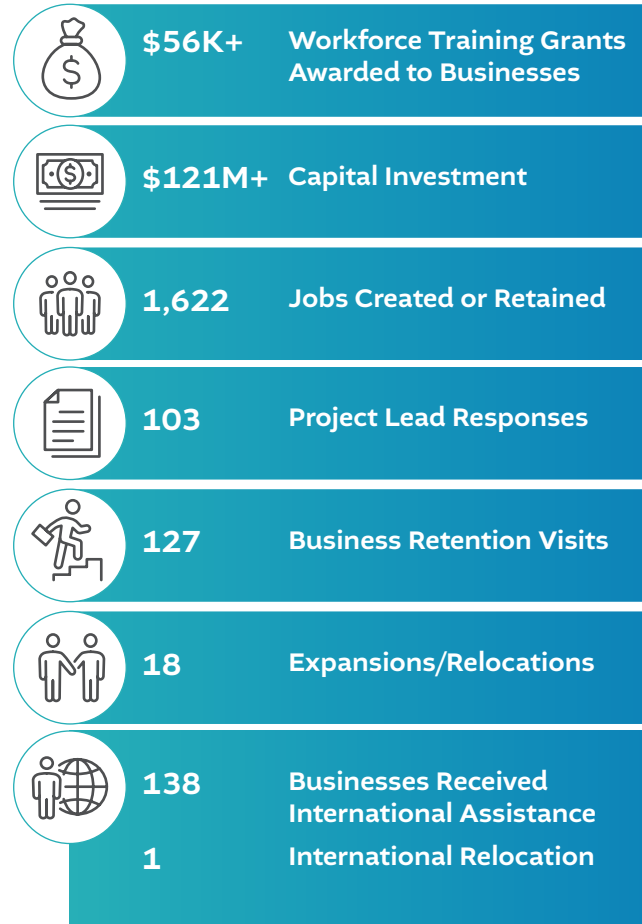 $56K+ Workforce Training Grants
Awarded to Businesses
$121M+ Capital Investment
1,622 Jobs Created or Retained
103 Project Lead Responses
127 Business Retention Visits
18 Expansions/Relocations
138 Businesses Received
International Assistance
1 International Relocation